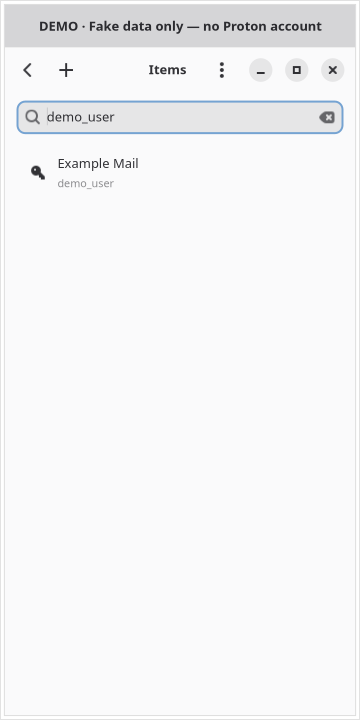 DEMO · Fake data only — no Proton account
Items
demo_user
Example Mail
demo_user